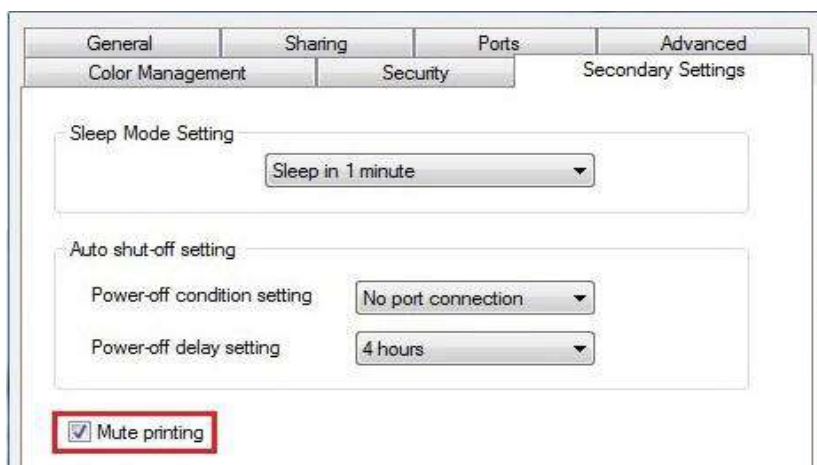 General Sharing Ports Advanced
Color Management Security Secondary Settings
Sleep Mode Setting
Sleep in 1 minute
Auto shut-off setting
Power-off condition setting No port connection
Power-off delay setting 4 hours
Mute printing